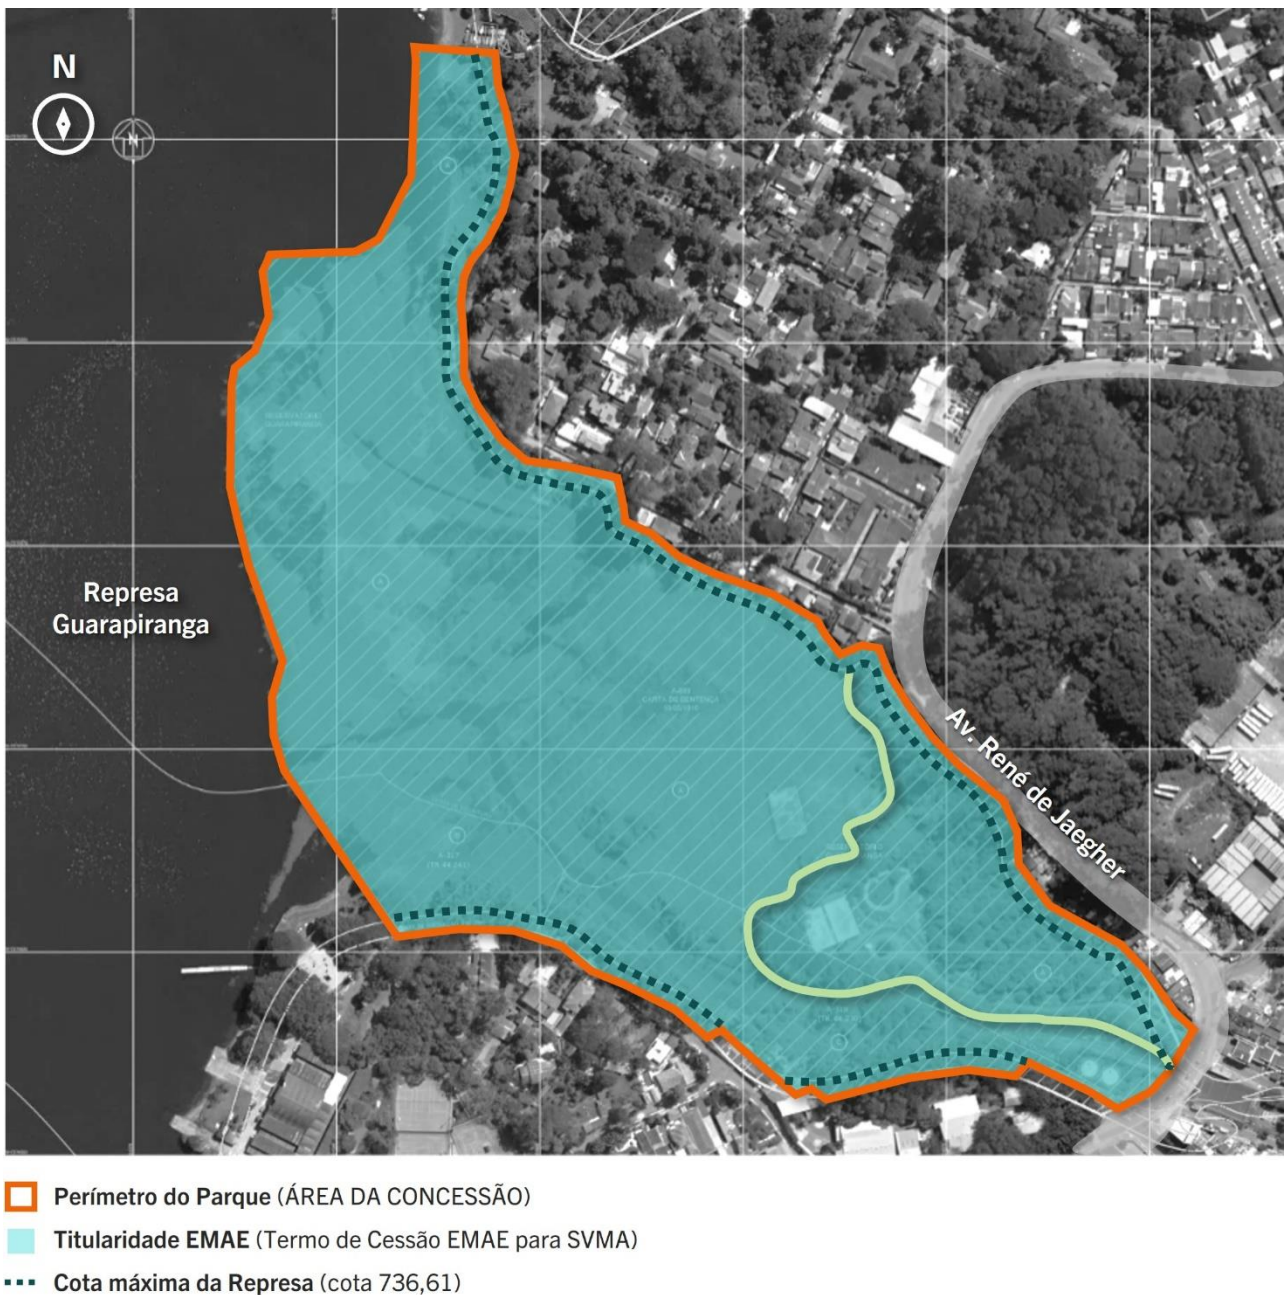 N
N
Represa
Guarapiranga
Av. René de Jaegher
Perímetro do Parque (ÁREA DA CONCESSÃO)
Titularidade EMAE (Termo de Cessão EMAE para SVMA)
Cota máxima da Represa (cota 736,61)